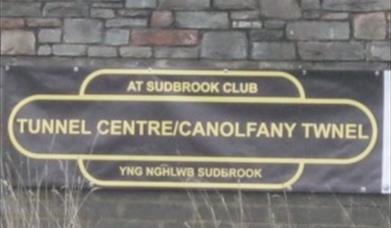 AT SUDBROOK CLUB
TUNNEL CENTRE/CANOLFANY TWNEL
YNG NGHLWB SUDBROOK